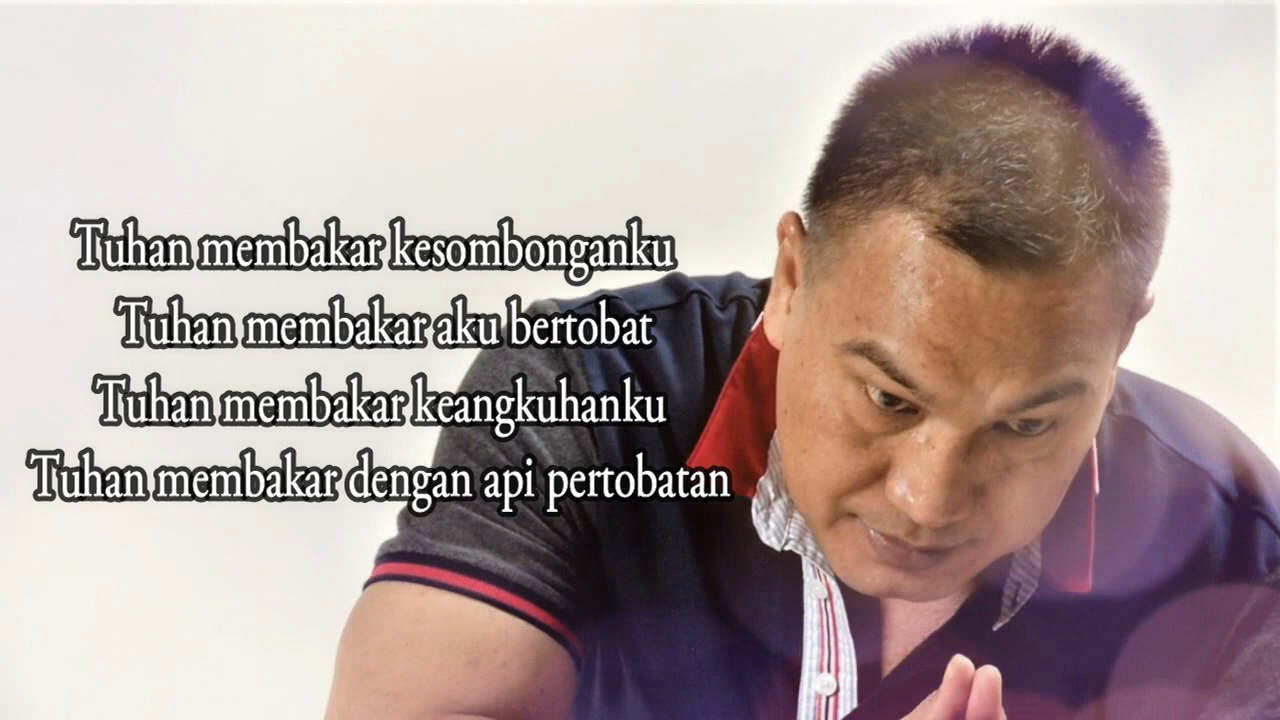 Tuhan membakar kesombonganku
Tuhan membakar aku bertobat
Tuhan membakar keangkuhanku
Tuhan membakar dengan api pertobatan